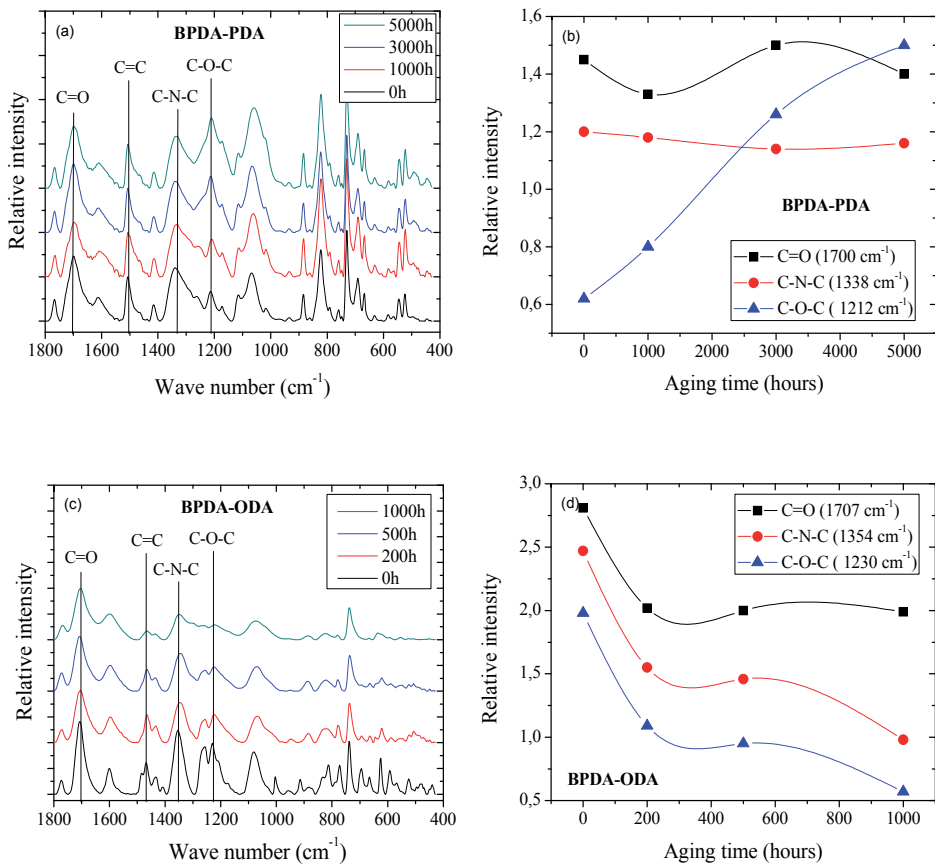 (a)
BPDA-PDA
5000h
3000h
1000h
0h
C=O
C=C
C-N-C
C-O-C
Relative intensity
1800 1600 1400 1200 1000 800 600 400
Wave number (cm-1)
(b)
1,6
1,4
1,2
1,0
0,8
0,6
Relative intensity
BPDA-PDA
C=O (1700 cm-1)
C-N-C (1338 cm-1)
C-O-C ( 1212 cm-1)
0 1000 2000 3000 4000 5000
Aging time (hours)
(c)
BPDA-ODA
1000h
500h
200h
0h
C=O
C=C
C-N-C
C-O-C
Relative intensity
1800 1600 1400 1200 1000 800 600 400
Wave number (cm-1)
(d)
3,0
2,5
2,0
1,5
1,0
0,5
Relative intensity
C=O (1707 cm-1)
C-N-C (1354 cm-1)
C-O-C ( 1230 cm-1)
BPDA-ODA
0 200 400 600 800 1000
Aging time (hours)